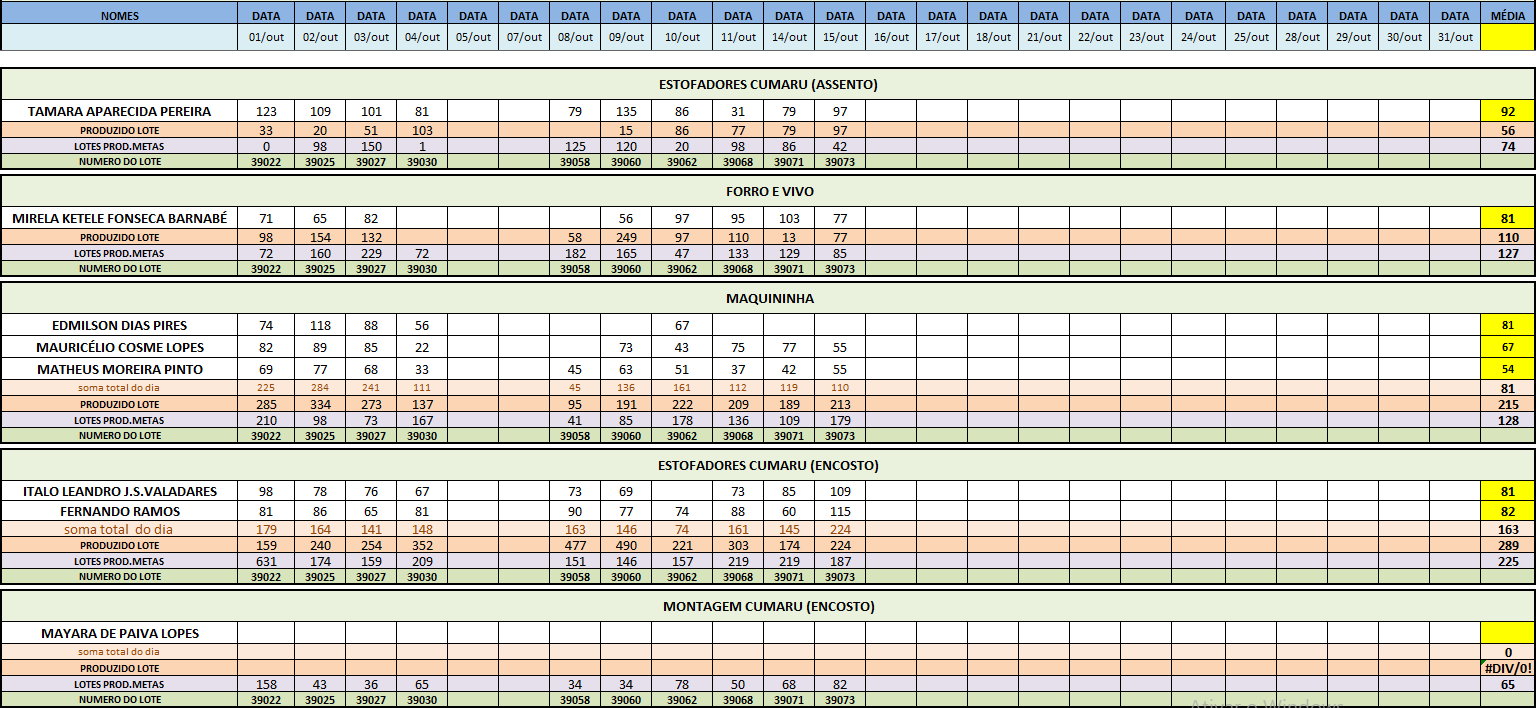 NOMES DATA DATA DATA DATA DATA DATA DATA DATA DATA DATA DATA DATA DATA DATA DATA DATA DATA DATA DATA DATA DATA DATA DATA DATA MÉDIA
01/out 02/out 03/out 04/out 05/out 07/out 08/out 09/out 10/out 11/out 14/out 15/out 16/out 17/out 18/out 21/out 22/out 23/out 24/out 25/out 28/out 29/out 30/out 31/out
ESTOFADORES CUMARU (ASSENTO)
TAMARA APARECIDA PEREIRA 123 109 101 81 79 135 86 31 79 97 92
PRODUZIDO LOTE 33 20 51 103 15 86 77 79 97 56
LOTES PROD.METAS 0 98 150 1 125 120 20 98 86 42 74
NUMERO DO LOTE 39022 39025 39027 39030 39058 39060 39062 39068 39071 39073
FORRO E VIVO
MIRELA KETELE FONSECA BARNABÉ 71 65 82 56 97 95 103 77 81
PRODUZIDO LOTE 98 154 132 58 249 97 110 13 77 110
LOTES PROD.METAS 72 160 229 72 182 165 47 133 129 85 127
NUMERO DO LOTE 39022 39025 39027 39030 39058 39060 39062 39068 39071 39073
MAQUININHA
EDMILSON DIAS PIRES 74 118 88 56 67 81
MAURICÉLIO COSME LOPES 82 89 85 22 73 43 75 77 55 67
MATHEUS MOREIRA PINTO 69 77 68 33 45 63 51 37 42 55 54
soma total do dia 225 284 241 111 45 136 161 112 119 110 81
PRODUZIDO LOTE 285 334 273 137 95 191 222 209 189 213 215
LOTES PROD.METAS 210 98 73 167 41 85 178 136 109 179 128
NUMERO DO LOTE 39022 39025 39027 39030 39058 39060 39062 39068 39071 39073
ESTOFADORES CUMARU (ENCOSTO)
ITALO LEANDRO J.S.VALADARES 98 78 76 67 73 69 73 85 109 81
FERNANDO RAMOS 81 86 65 81 90 77 74 88 60 115 82
soma total do dia 179 164 141 148 163 146 74 161 145 224 163
PRODUZIDO LOTE 159 240 254 352 477 490 221 303 174 224 289
LOTES PROD.METAS 631 174 159 209 151 146 157 219 219 187 225
NUMERO DO LOTE 39022 39025 39027 39030 39058 39060 39062 39068 39071 39073
MONTAGEM CUMARU (ENCOSTO)
MAYARA DE PAIVA LOPES
soma total do dia 0
PRODUZIDO LOTE #DIV/0!
LOTES PROD.METAS 158 43 36 65 34 34 78 50 68 82 65
NUMERO DO LOTE 39022 39025 39027 39030 39058 39060 39062 39068 39071 39073
Ativar o Windows